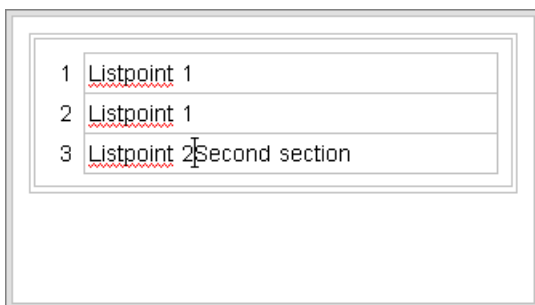 1 Listpoint 1
2 Listpoint 1
3 Listpoint 2Second section